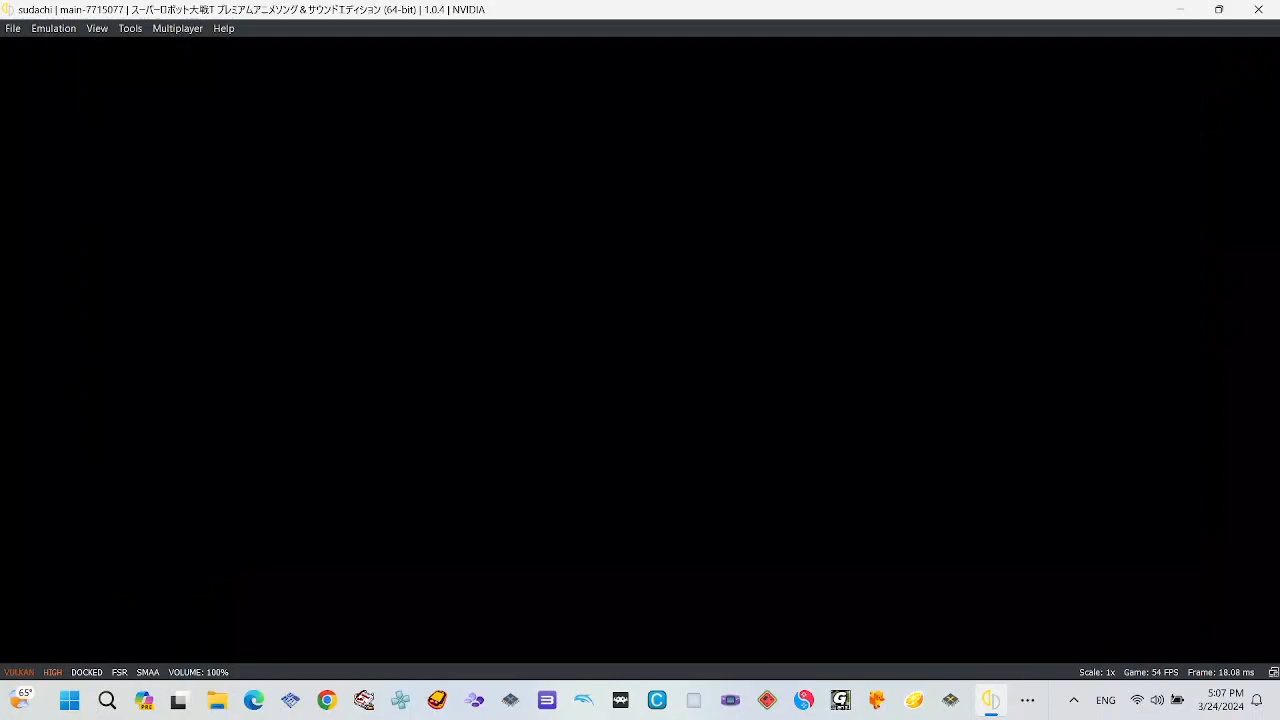 sudachi | main-7715077 | スーパーロボット大戦T プレミアムアニメソング＆サウンドTエディション (64-bit) | 1.0.4 | NVIDIA
File Emulation View Tools Multiplayer Help
VULKAN HIGH DOCKED FSR SMAA VOLUME: 100% Scale: 1x Game: 54 FPS Frame: 18.08 ms
65° ENG 5:07 PM
3/24/2024